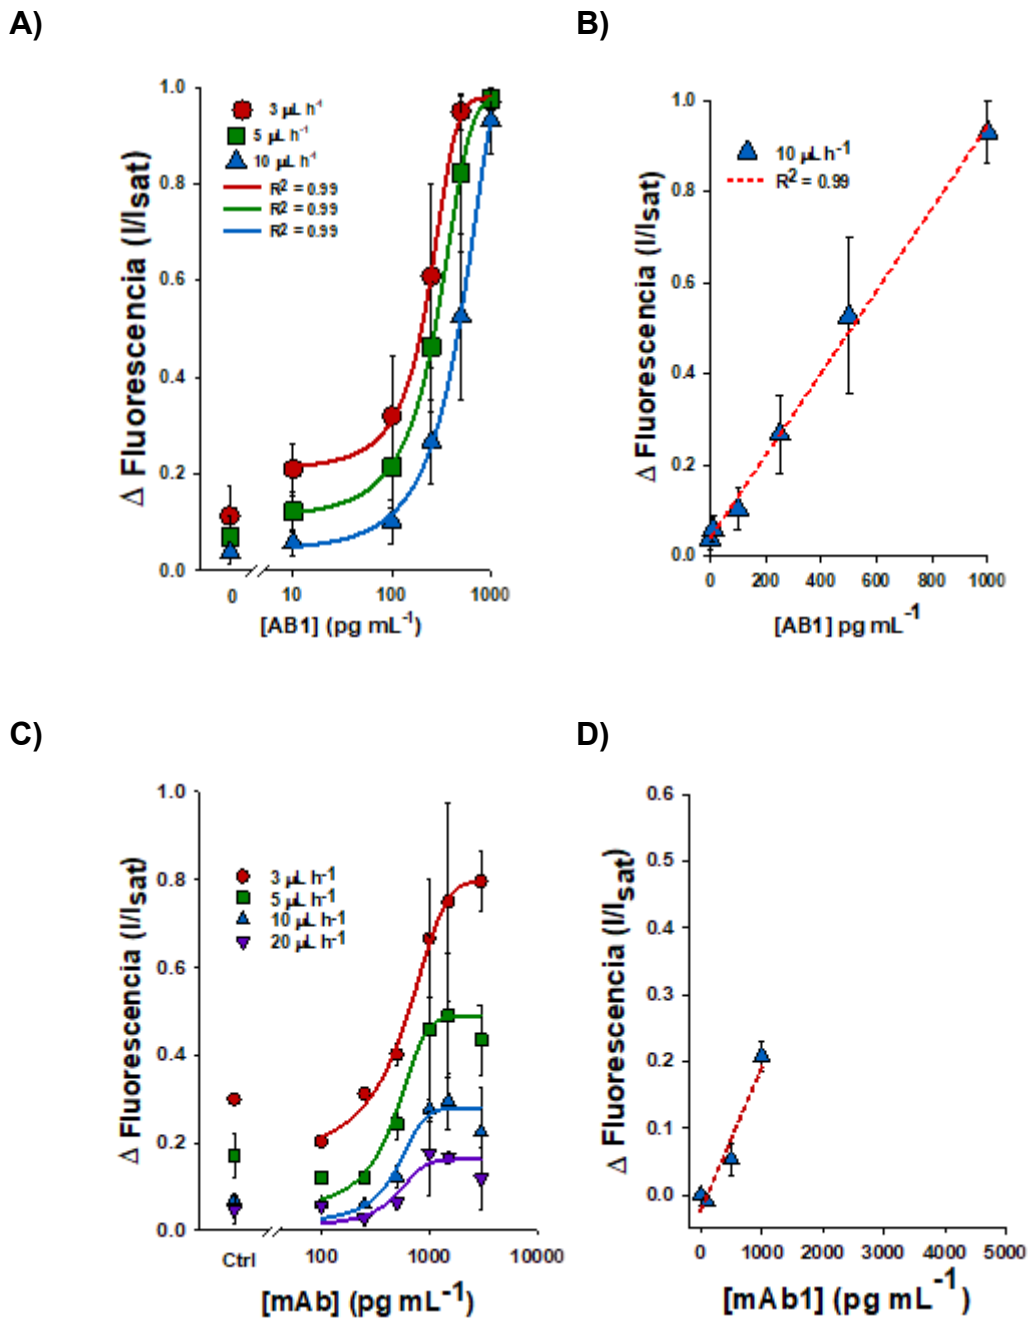 A)
B)
1.0
0.8
0.6
0.4
0.2
0.0
Δ Fluorescencia (I/Isat)
3 µL h-1
5 µL h-1
10 µL h-1
R2 = 0.99
R2 = 0.99
R2 = 0.99
0
10
100
1000
[AB1] (pg mL-1)
1.0
0.8
0.6
0.4
0.2
0.0
Δ Fluorescencia (I/Isat)
10 µL h-1
R2 = 0.99
0
200
400
600
800
1000
[AB1] pg mL-1
C)
D)
1.0
0.8
0.6
0.4
0.2
0.0
Δ Fluorescencia (I/Isat)
3 µL h-1
5 µL h-1
10 µL h-1
20 µL h-1
Ctrl
100
1000
10000
[mAb] (pg mL-1)
0.6
0.5
0.4
0.3
0.2
0.1
0.0
Δ Fluorescencia (I/Isat)
0
1000
2000
3000
4000
5000
[mAb1] (pg mL-1)